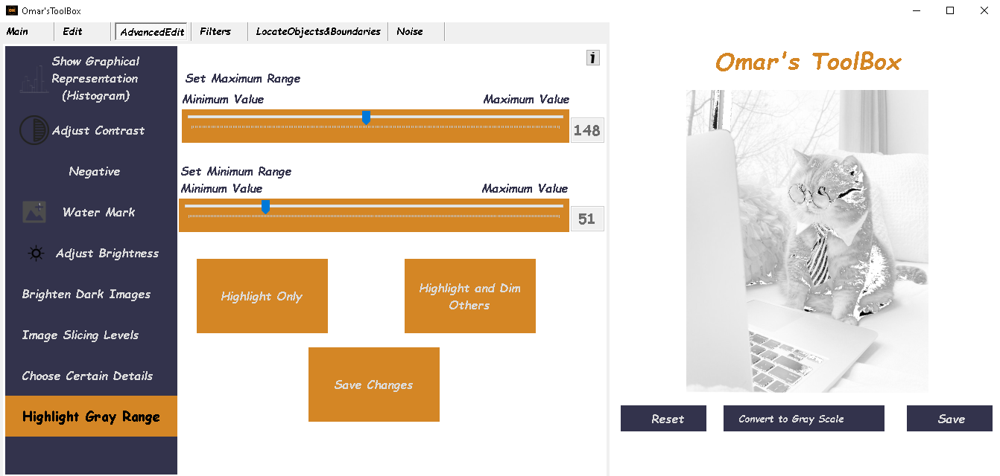 Omar'sToolBox
Main
Edit
AdvancedEdit
Filters
LocateObjects&Boundaries
Noise
Show Graphical
Representation
(Histogram)
Adjust Contrast
Negative
Water Mark
Adjust Brightness
Brighten Dark Images
Image Slicing Levels
Choose Certain Details
Highlight Gray Range
i
Set Maximum Range
Minimum Value
Maximum Value
148
Set Minimum Range
Minimum Value
Maximum Value
51
Highlight Only
Highlight and Dim
Others
Save Changes
Omar's ToolBox
Reset
Convert to Gray Scale
Save